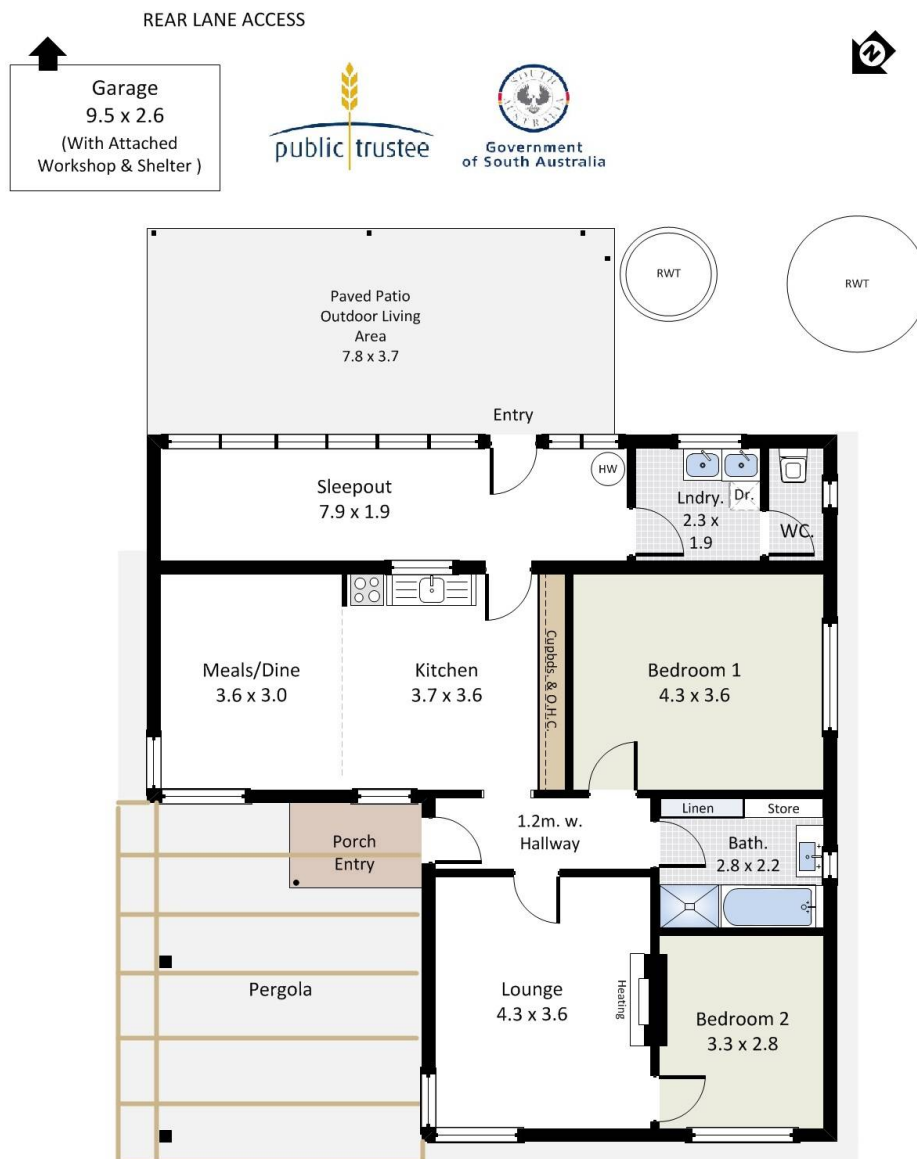 REAR LANE ACCESS
Garage
9.5 x 2.6
(With Attached
Workshop & Shelter )
public trustee
SOUTH
AUSTRALIA
Government
of South Australia
N
Paved Patio
Outdoor Living
Area
7.8 x 3.7
RWT
RWT
Entry
Sleepout
7.9 x 1.9
HW
Lndry.
2.3 x
1.9
Dr.
WC.
Meals/Dine
3.6 x 3.0
Kitchen
3.7 x 3.6
Cupbds. & O.H.C.
Bedroom 1
4.3 x 3.6
Porch
Entry
1.2m. w.
Hallway
Linen
Store
Bath.
2.8 x 2.2
Pergola
Lounge
4.3 x 3.6
Heating
Bedroom 2
3.3 x 2.8